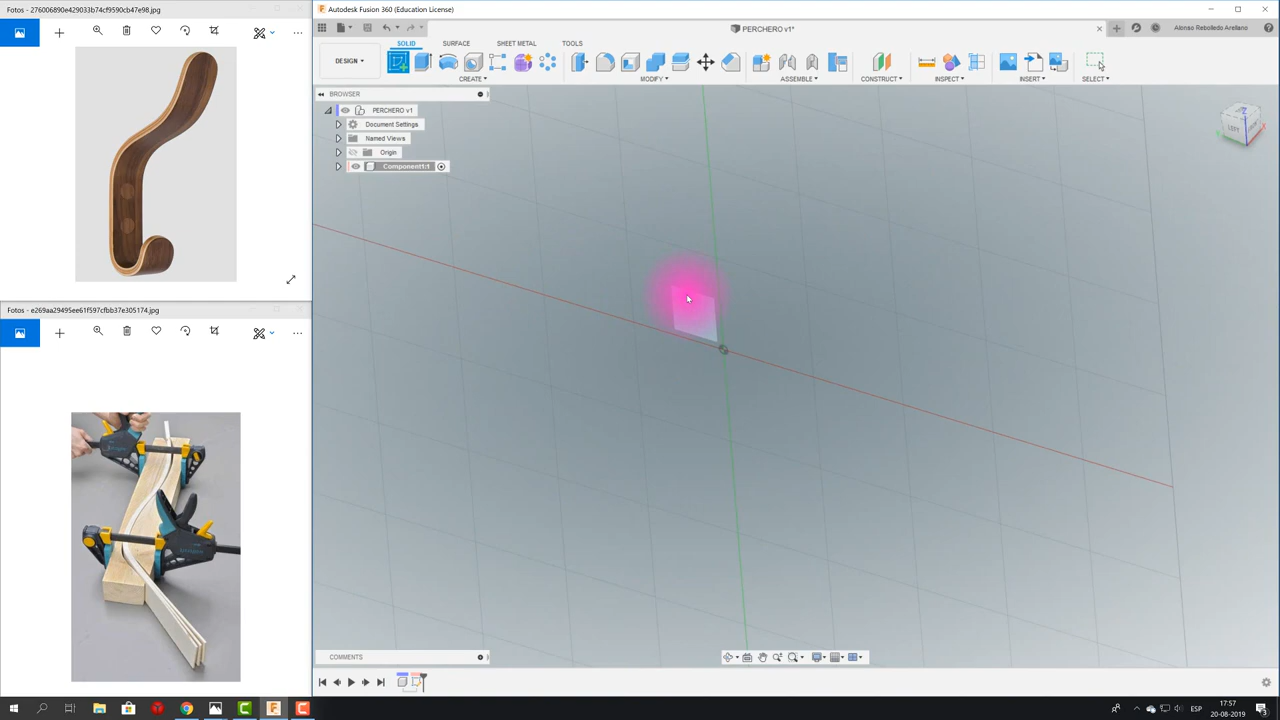 Fotos - 276006890e429033b74cf9590cb47e98.jpg
Fotos - e269aa29495ee61f597cfbb37e305174.jpg
Autodesk Fusion 360 (Education License)
PERCHERO v1*
Alonso Rebolledo Arellano
SOLID
SURFACE
SHEET METAL
TOOLS
DESIGN
CREATE
MODIFY
ASSEMBLE
CONSTRUCT
INSPECT
INSERT
SELECT
BROWSER
PERCHERO v1
Document Settings
Named Views
Origin
Component1:1
LEFT
COMMENTS
ESP
17:57
20-08-2019
3